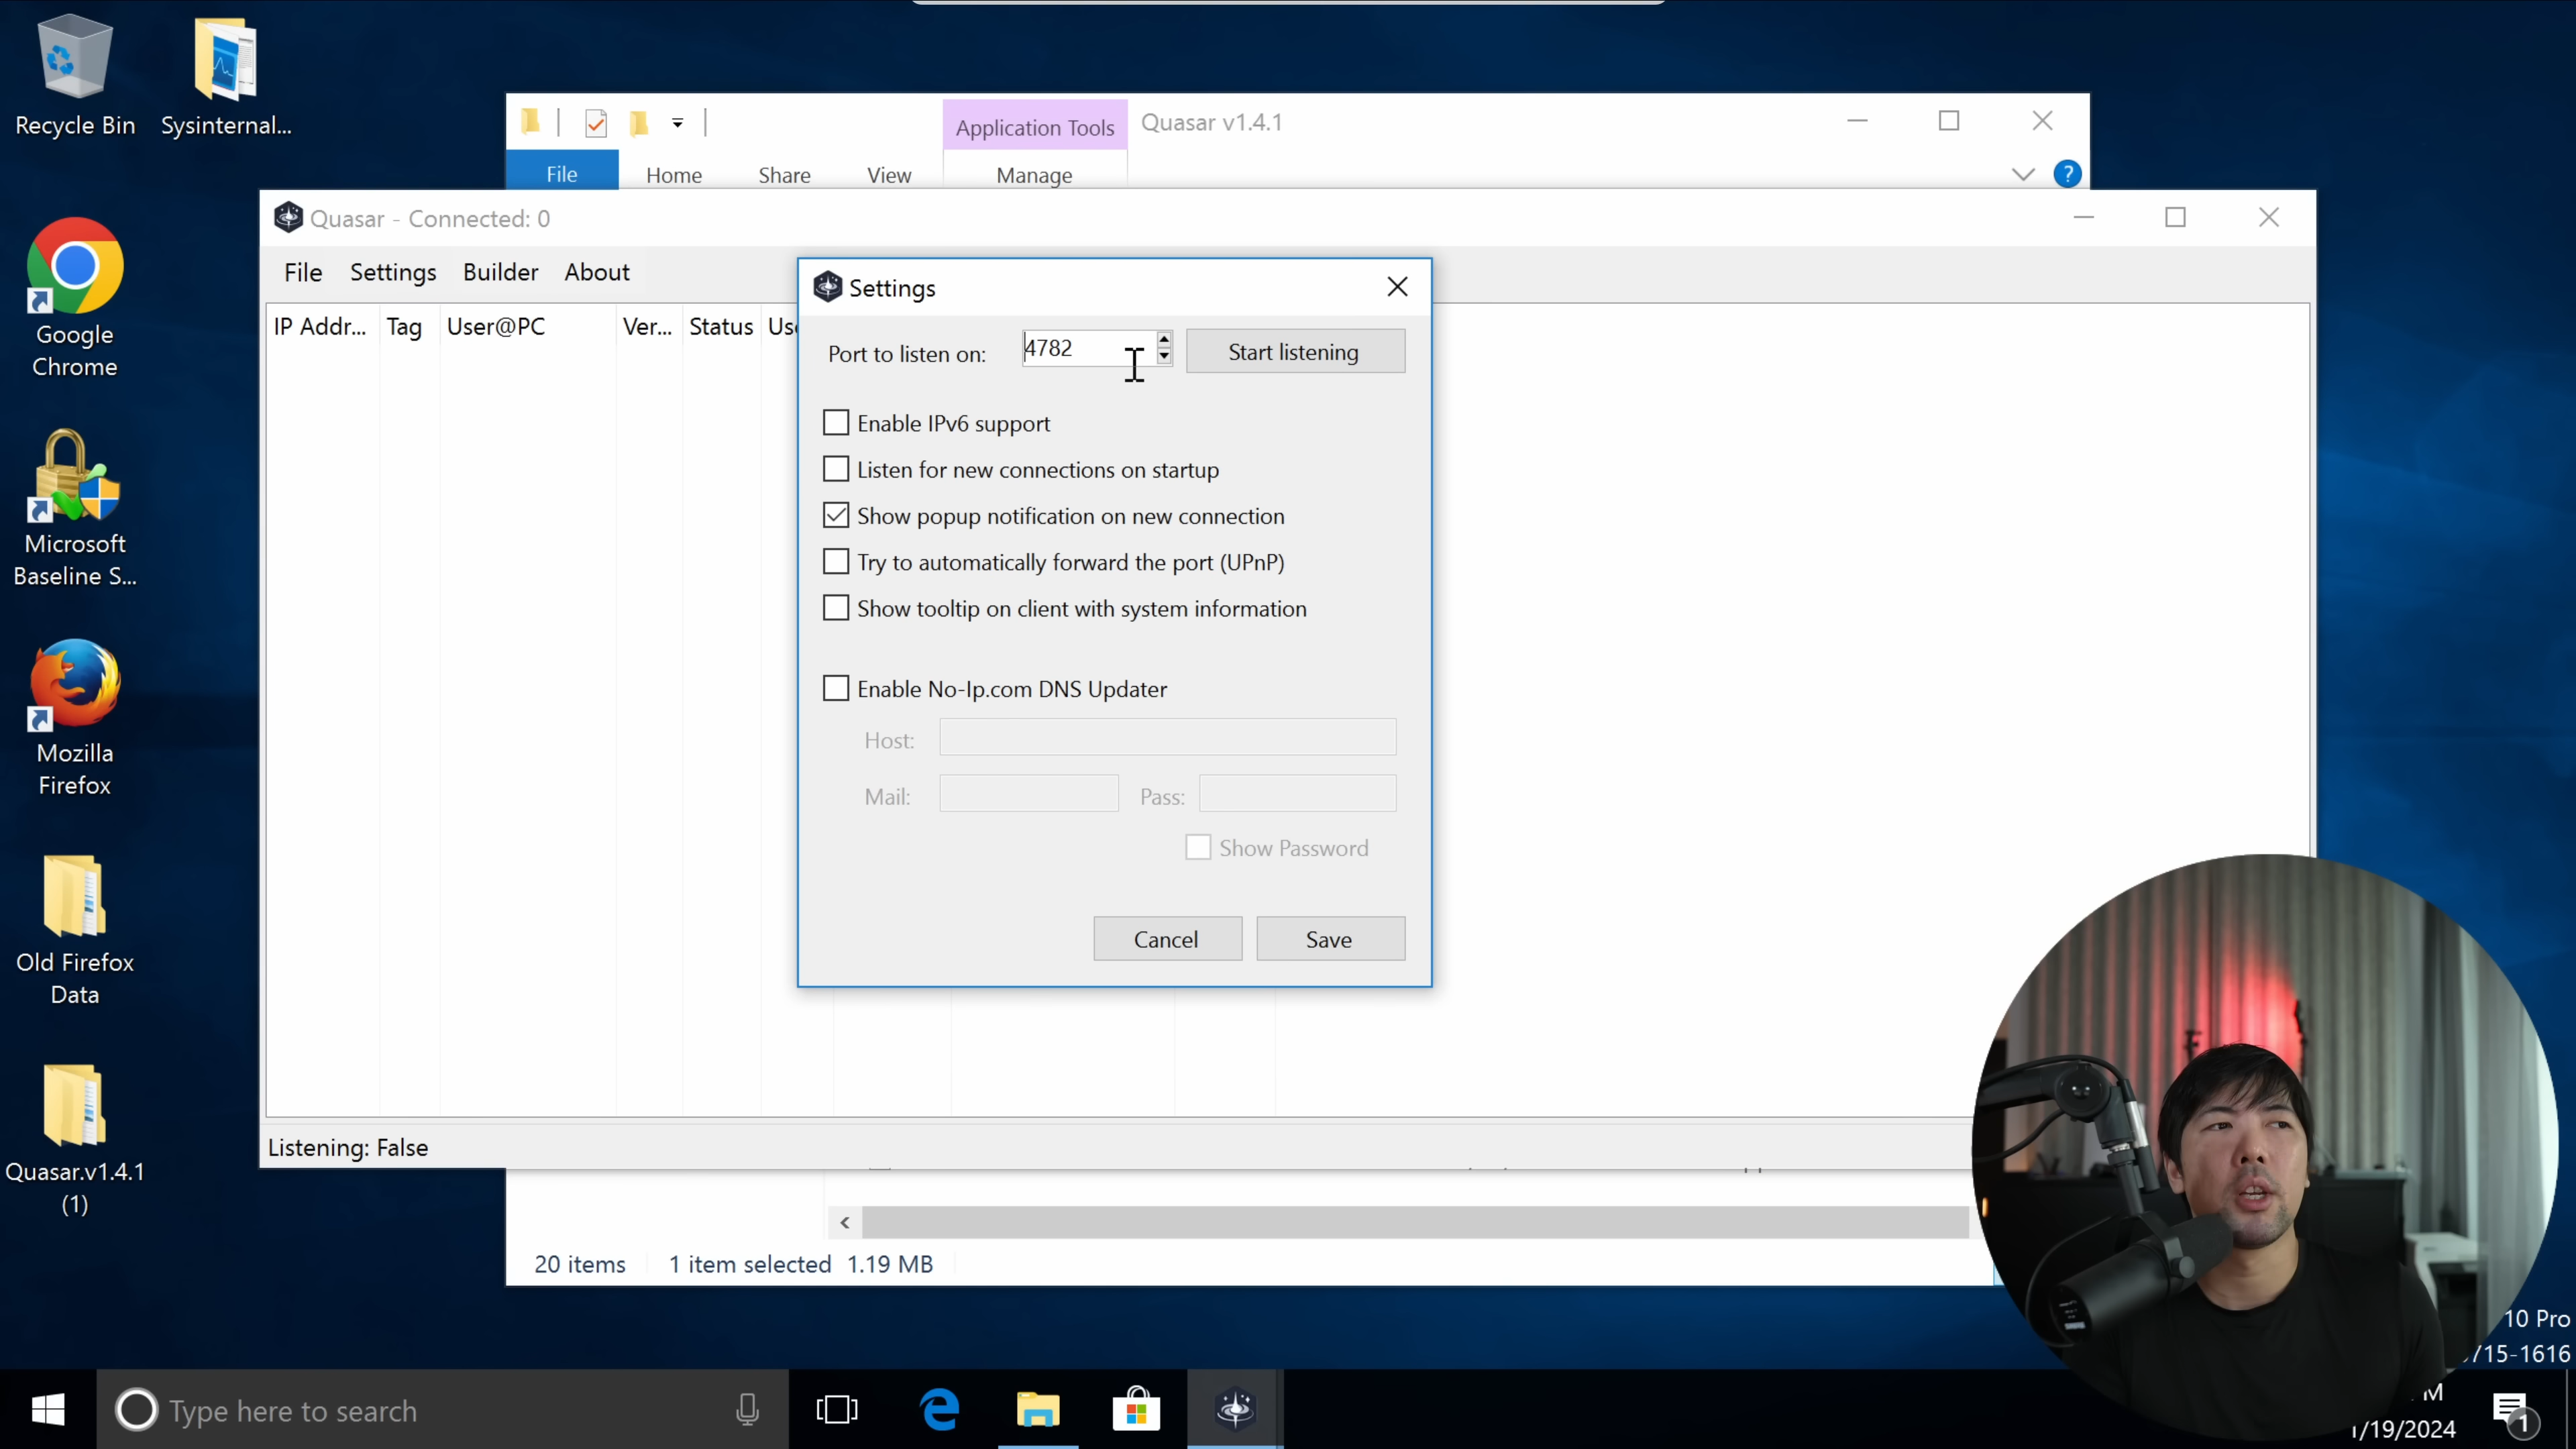 Recycle Bin
Sysinternal...
Google
Chrome
Microsoft
Baseline S...
Mozilla
Firefox
Old Firefox
Data
Quasar.v1.4.1
(1)
Application Tools
Quasar v1.4.1
File
Home
Share
View
Manage
?
Quasar - Connected: 0
File
Settings
Builder
About
IP Addr...
Tag
User@PC
Ver...
Status
Settings
Port to listen on:
4782
Start listening
Enable IPv6 support
Listen for new connections on startup
Show popup notification on new connection
Try to automatically forward the port (UPnP)
Show tooltip on client with system information
Enable No-Ip.com DNS Updater
Host:
Mail:
Pass:
Show Password
Cancel
Save
Listening: False
20 items
1 item selected 1.19 MB
10 Pro
715-1616
Type here to search
M
/19/2024
1